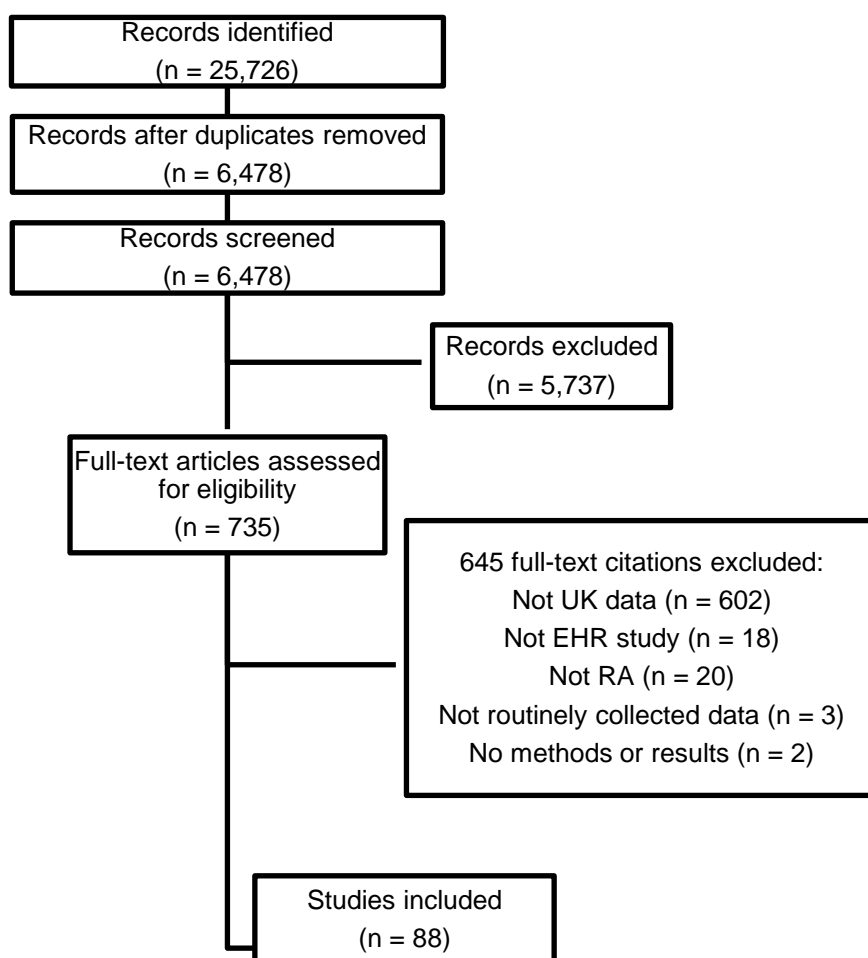 Records identified
(n = 25,726)
Records after duplicates removed
(n = 6,478)
Records screened
(n = 6,478)
Records excluded
(n = 5,737)
Full-text articles assessed
for eligibility
(n = 735)
645 full-text citations excluded:
Not UK data (n = 602)
Not EHR study (n = 18)
Not RA (n = 20)
Not routinely collected data (n = 3)
No methods or results (n = 2)
Studies included
(n = 88)